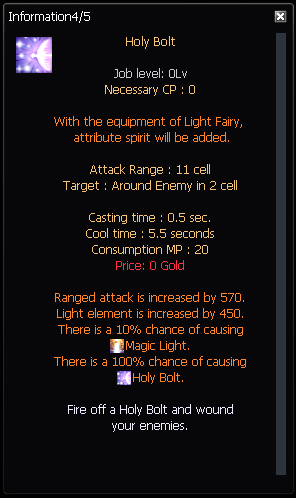 Information4/5
Holy Bolt
Job level: 0Lv
Necessary CP : 0
With the equipment of Light Fairy,
attribute spirit will be added.
Attack Range : 11 cell
Target : Around Enemy in 2 cell
Casting time : 0.5 sec.
Cool time : 5.5 seconds
Consumption MP : 20
Price: 0 Gold
Ranged attack is increased by 570.
Light element is increased by 450.
There is a 10% chance of causing
Magic Light.
There is a 100% chance of causing
Holy Bolt.
Fire off a Holy Bolt and wound
your enemies.